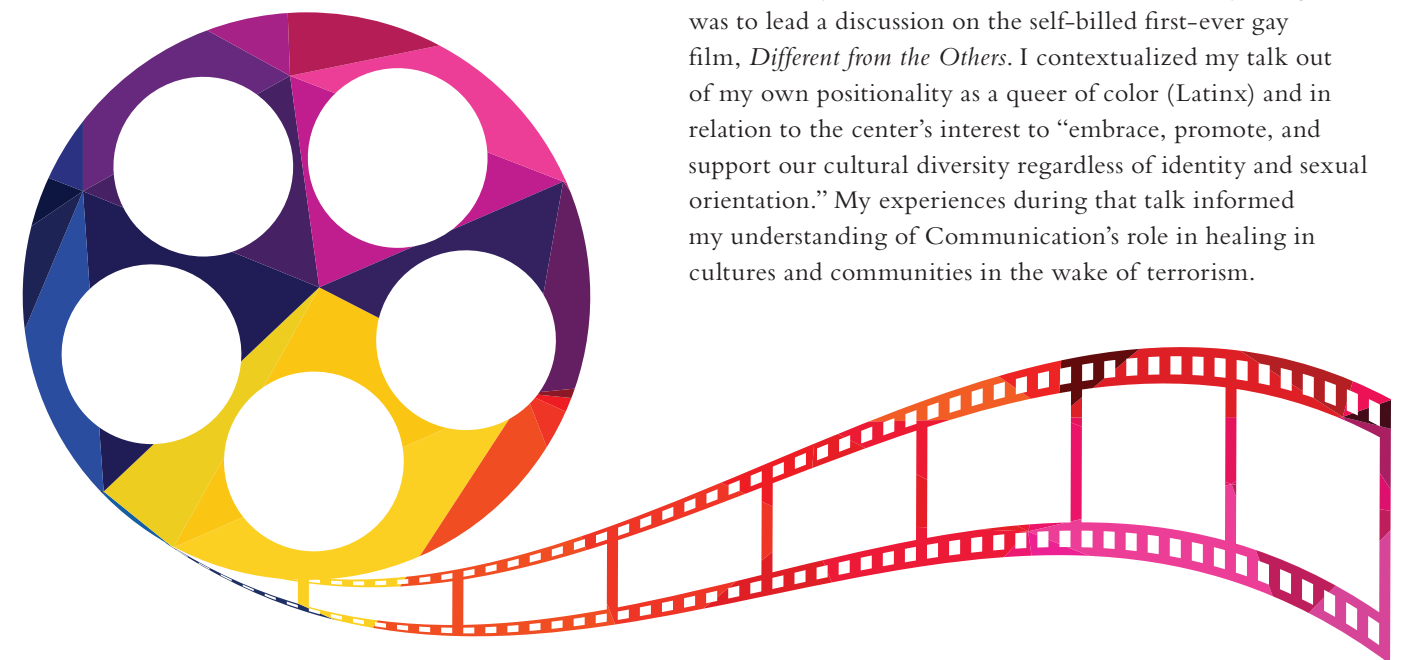 was to lead a discussion on the self-billed first-ever gay
film, Different from the Others. I contextualized my talk out
of my own positionality as a queer of color (Latinx) and in
relation to the center’s interest to “embrace, promote, and
support our cultural diversity regardless of identity and sexual
orientation.” My experiences during that talk informed
my understanding of Communication’s role in healing in
cultures and communities in the wake of terrorism.